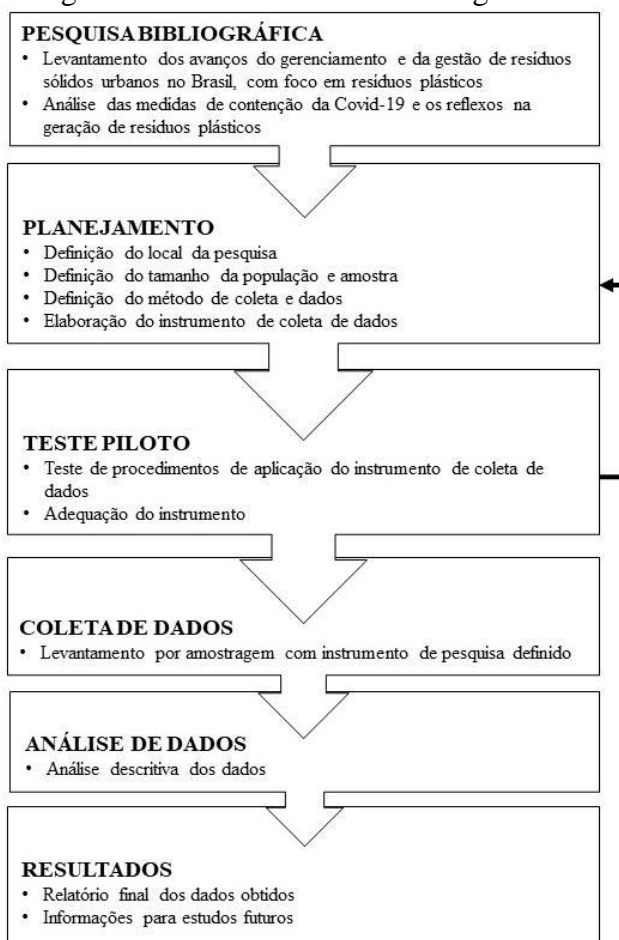 PESQUISA BIBLIOGRÁFICA
• Levantamento dos avanços do gerenciamento e da gestão de resíduos
sólidos urbanos no Brasil, com foco em resíduos plásticos
• Análise das medidas de contenção da Covid-19 e os reflexos na
geração de resíduos plásticos
PLANEJAMENTO
• Definição do local da pesquisa
• Definição do tamanho da população e amostra
• Definição do método de coleta e dados
• Elaboração do instrumento de coleta de dados
TESTE PILOTO
• Teste de procedimentos de aplicação do instrumento de coleta de
dados
• Adequação do instrumento
COLETA DE DADOS
• Levantamento por amostragem com instrumento de pesquisa definido
ANÁLISE DE DADOS
• Análise descritiva dos dados
RESULTADOS
• Relatório final dos dados obtidos
• Informações para estudos futuros